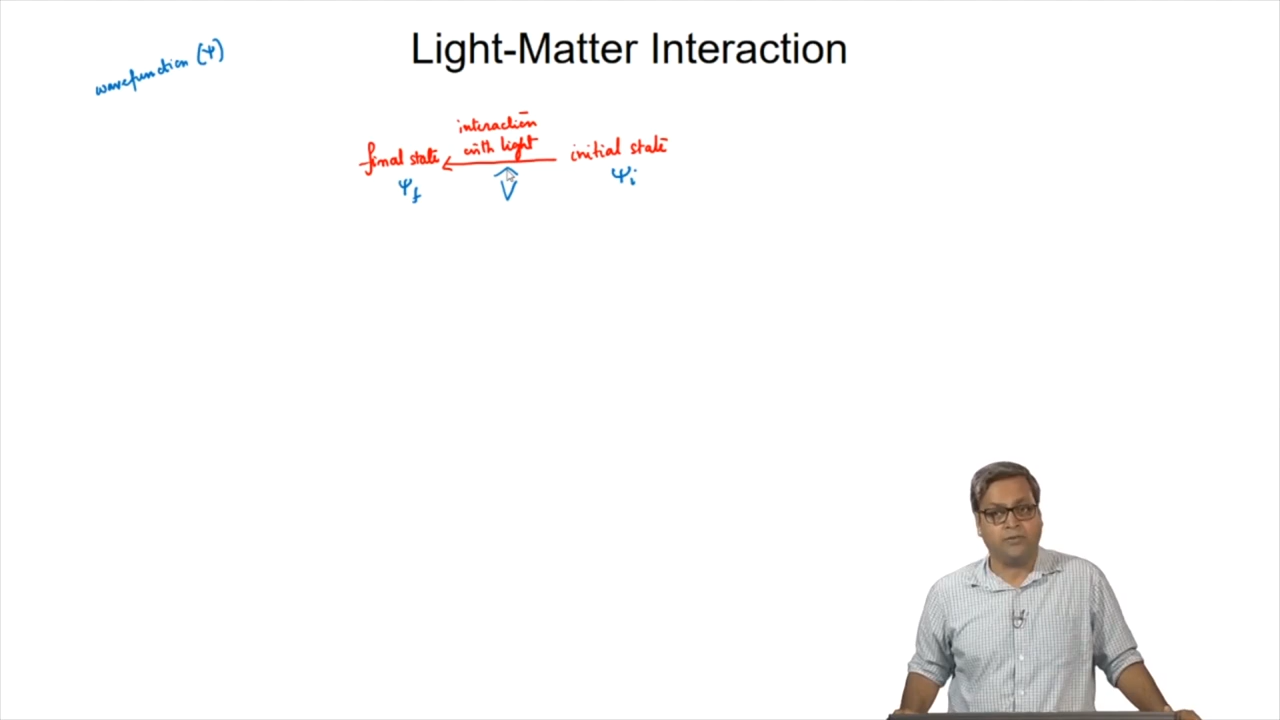 Light-Matter Interaction
wavefunction (Ψ)
interaction
with light
final state ← initial state
Ψf V̂ Ψi